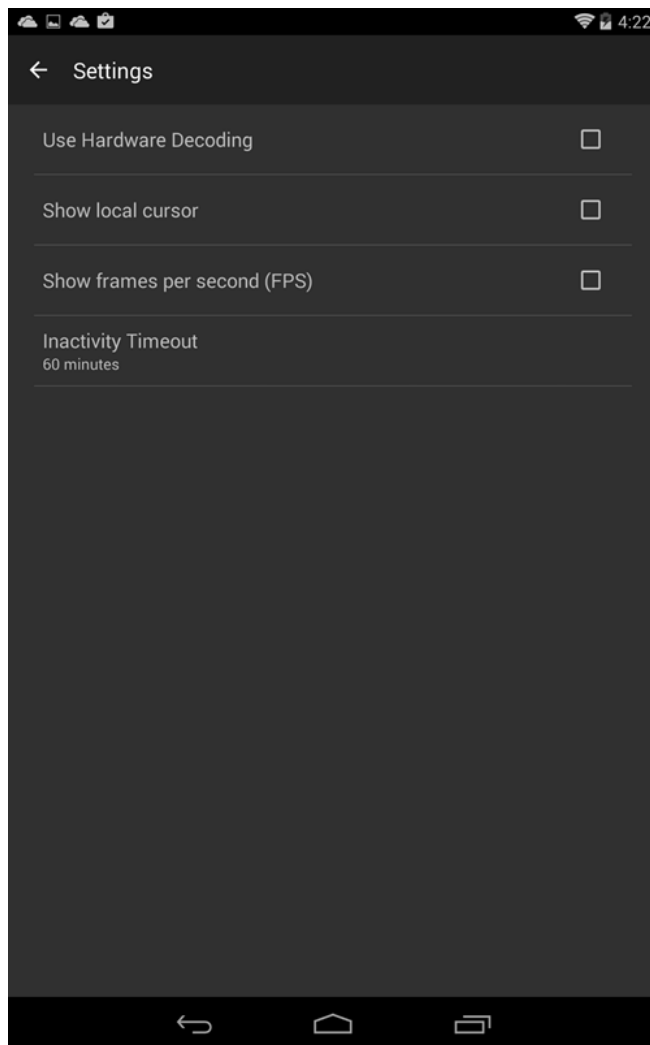 4:22
Settings
Use Hardware Decoding
Show local cursor
Show frames per second (FPS)
Inactivity Timeout
60 minutes